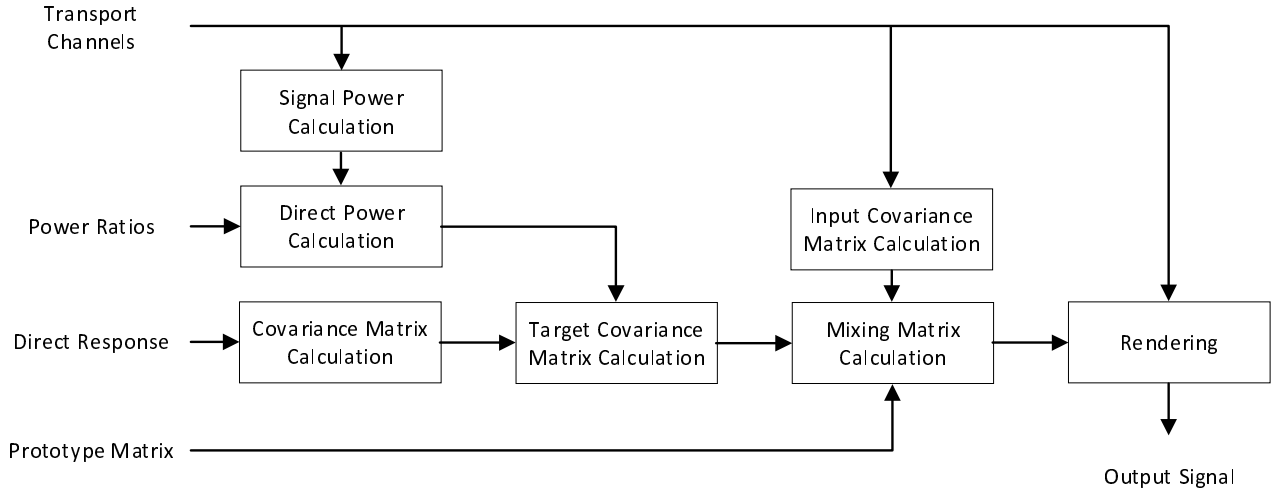 Transport
Channels
Signal Power
Calculation
Power Ratios
Direct Power
Calculation
Input Covariance
Matrix Calculation
Direct Response
Covariance Matrix
Calculation
Target Covariance
Matrix Calculation
Mixing Matrix
Calculation
Rendering
Prototype Matrix
Output Signal